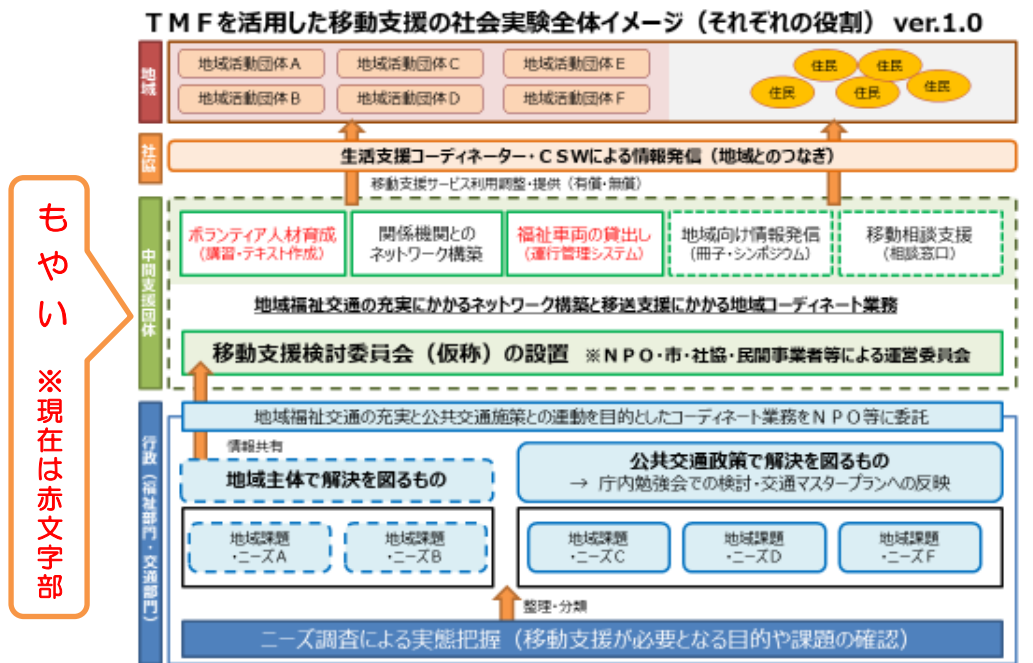 TMFを活用した移動支援の社会実験全体イメージ(それぞれの役割) ver.1.0
地域
地域活動団体A
地域活動団体C
地域活動団体E
地域活動団体B
地域活動団体D
地域活動団体F
住民
住民
住民
住民
住民
社協
生活支援コーディネーター・CSWによる情報発信(地域とのつなぎ)
移動支援サービス利用調整・提供(有償・無償)
もやい ※現在は赤文字部
中間支援団体
ボランティア人材育成
(講習・テキスト作成)
関係機関との
ネットワーク構築
福祉車両の貸出し
(運行管理システム)
地域向け情報発信
(冊子・シンポジウム)
移動相談支援
(相談窓口)
地域福祉交通の充実にかかるネットワーク構築と移送支援にかかる地域コーディネート業務
移動支援検討委員会(仮称)の設置 ※NPO・市・社協・民間事業者等による運営委員会
行政(福祉部門・交通部門)
地域福祉交通の充実と公共交通施策との連動を目的としたコーディネート業務をNPO等に委託
情報共有
地域主体で解決を図るもの
公共交通政策で解決を図るもの
→ 庁内勉強会での検討・交通マスタープランへの反映
地域課題
・ニーズA
地域課題
・ニーズB
地域課題
・ニーズC
地域課題
・ニーズD
地域課題
・ニーズF
整理・分類
ニーズ調査による実態把握(移動支援が必要となる目的や課題の確認)